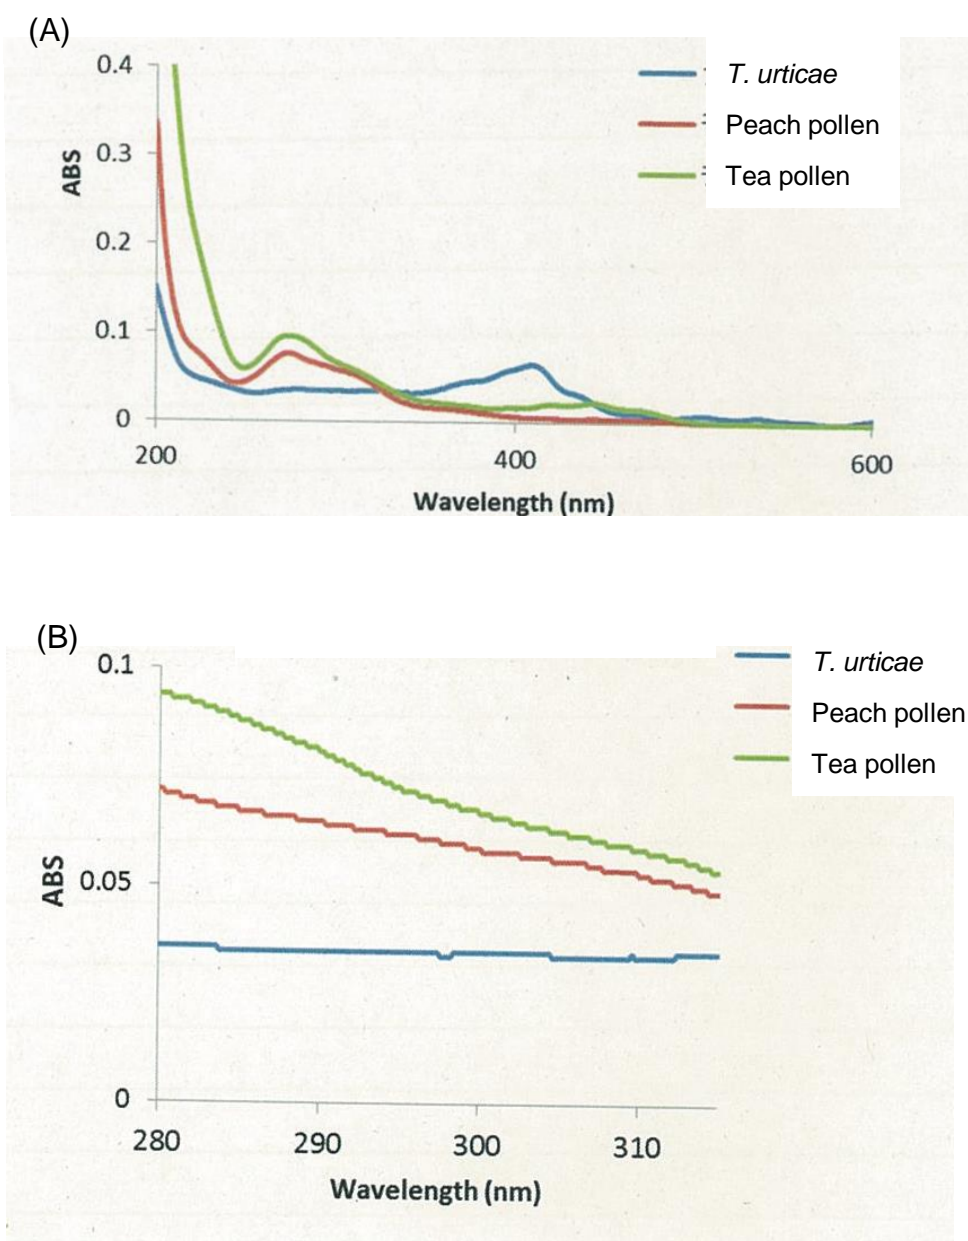 (A)
0.4
0.3
0.2
0.1
0
ABS
200
400
600
Wavelength (nm)
T. urticae
Peach pollen
Tea pollen
(B)
0.1
0.05
0
ABS
280
290
300
310
Wavelength (nm)
T. urticae
Peach pollen
Tea pollen